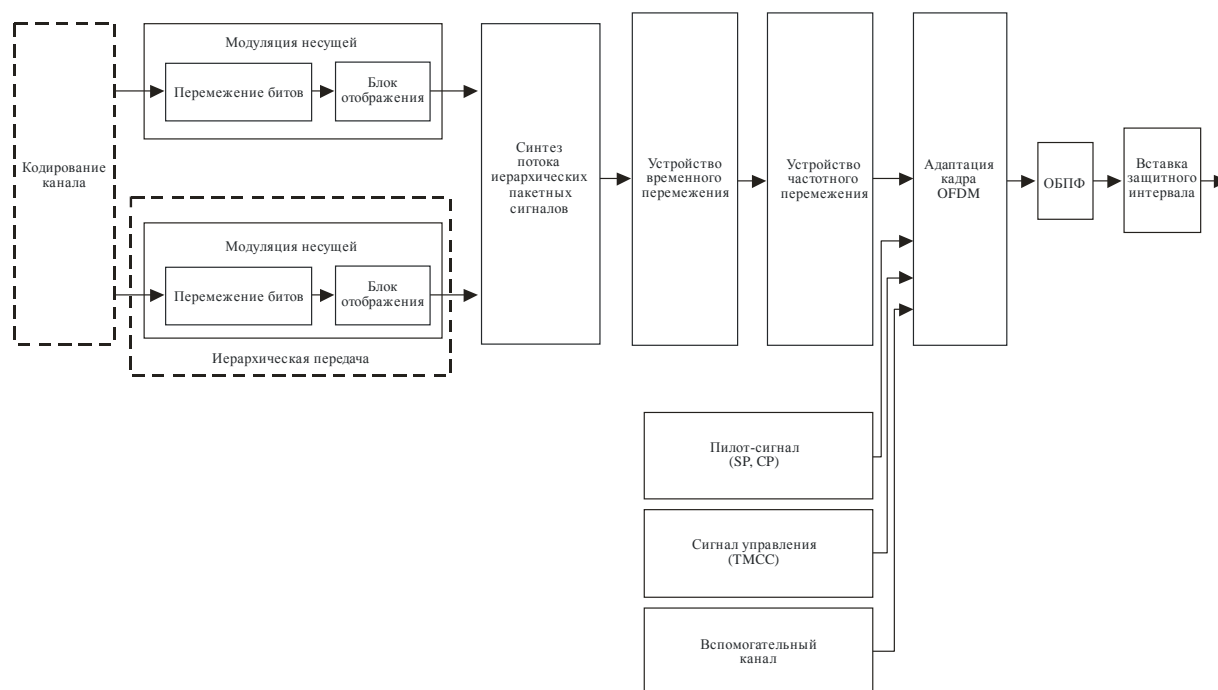 Модуляция несущей
Перемежение битов
Блок
отображения
Кодирование
канала
Модуляция несущей
Перемежение битов
Блок
отображения
Иерархическая передача
Синтез
потока
иерархических
пакетных
сигналов
Устройство
временного
перемежения
Устройство
частотного
перемежения
Адаптация
кадра
OFDM
ОБПФ
Вставка
защитного
интервала
Пилот-сигнал
(SP, CP)
Сигнал управления
(TMCC)
Вспомогательный
канал